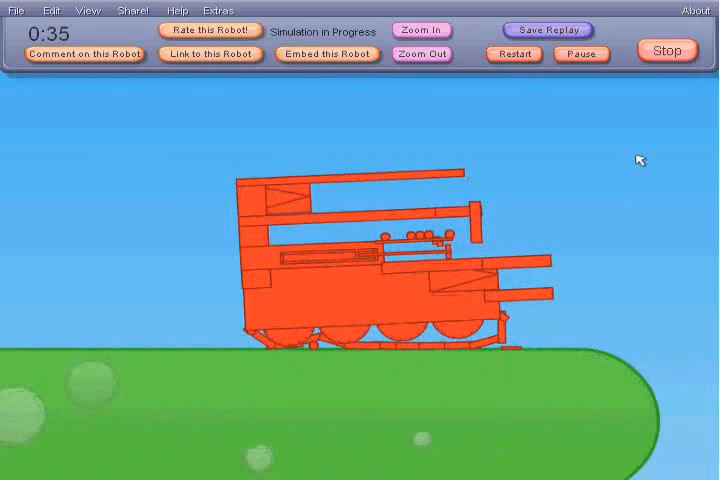 File Edit View Share! Help Extras About
0:35 Rate this Robot! Simulation in Progress Zoom In Save Replay
Comment on this Robot Link to this Robot Embed this Robot Zoom Out Restart Pause Stop